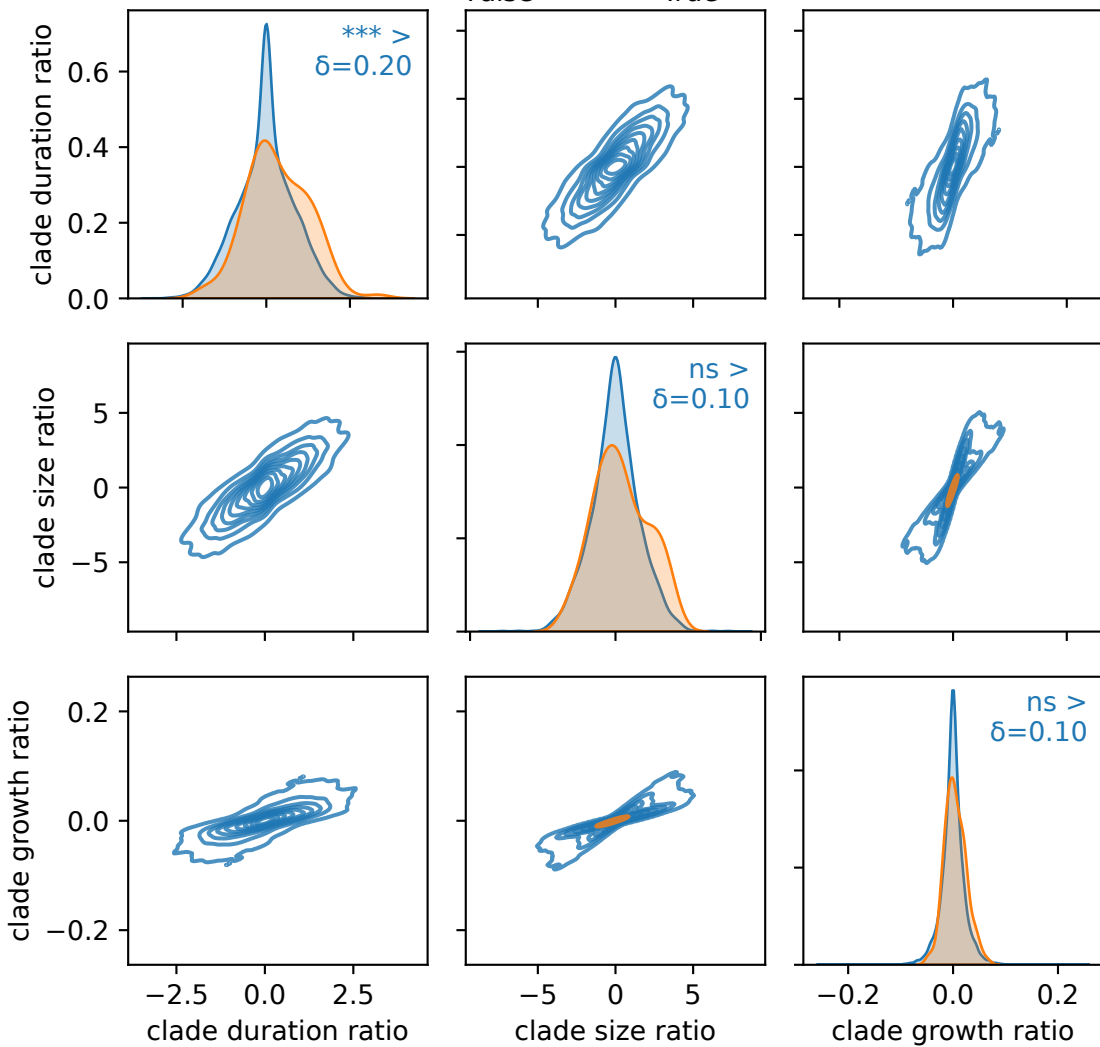 clade duration ratio
0.6
0.4
0.2
0.0
*** >
δ=0.20
clade size ratio
5
0
−5
ns >
δ=0.10
clade growth ratio
0.2
0.0
−0.2
ns >
δ=0.10
−2.5 0.0 2.5
−5 0 5
−0.2 0.0 0.2
clade duration ratio
clade size ratio
clade growth ratio